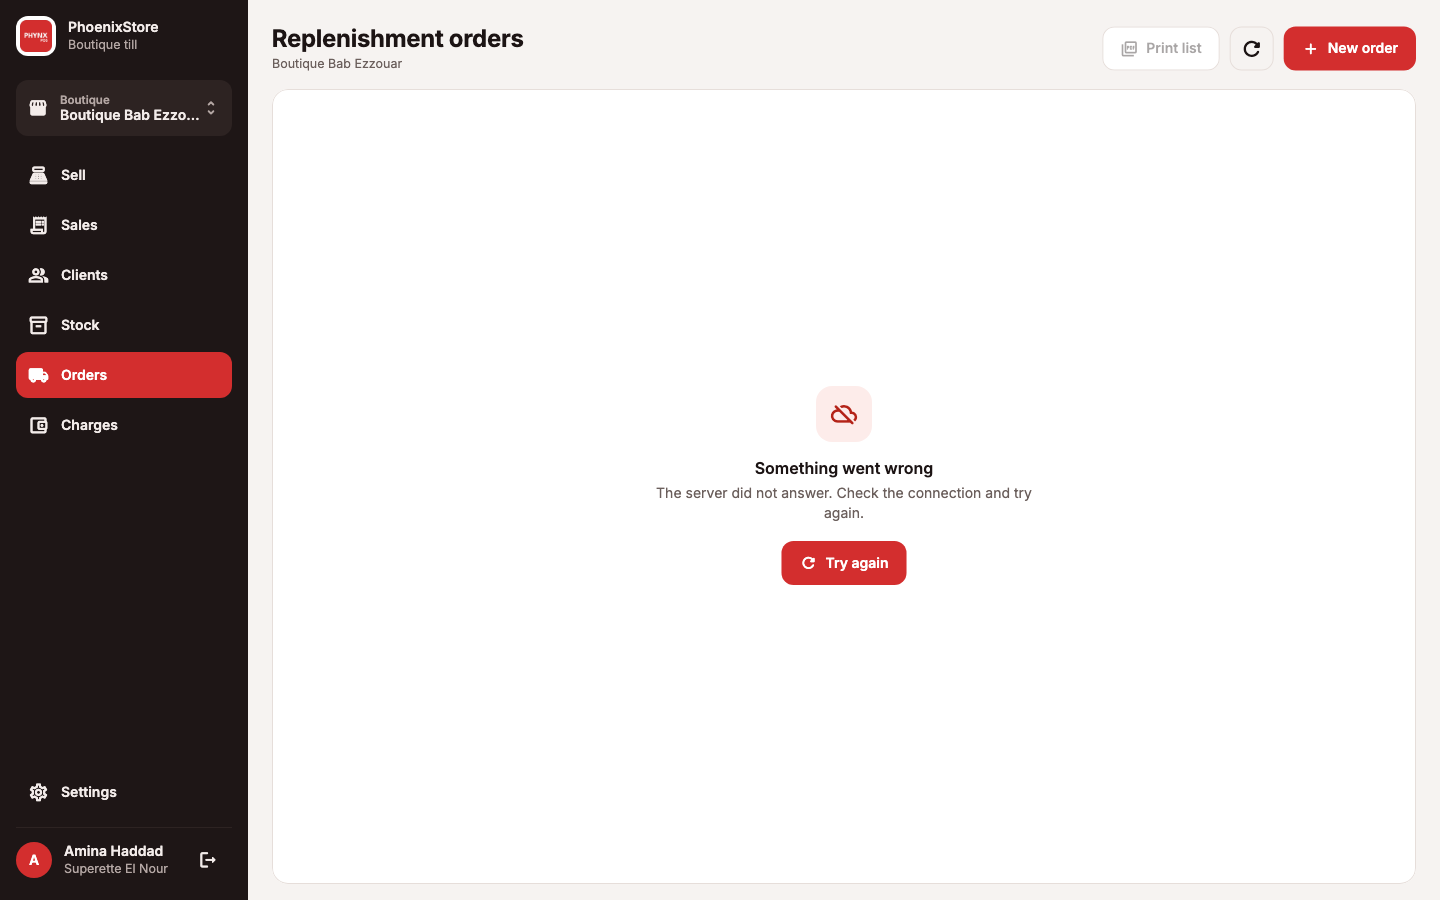 PHYNX
POS
PhoenixStore
Boutique till
Boutique
Boutique Bab Ezzo...
Sell
Sales
Clients
Stock
Orders
Charges
Settings
A
Amina Haddad
Superette El Nour
Replenishment orders
Boutique Bab Ezzouar
Print list
New order
Something went wrong
The server did not answer. Check the connection and try
again.
Try again